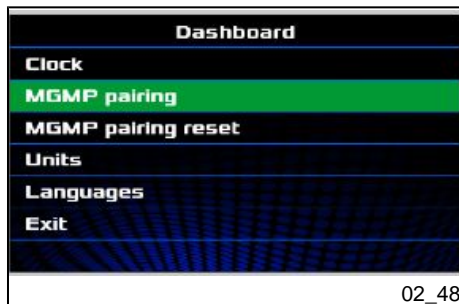 Dashboard
Clock
MGMP pairing
MGMP pairing reset
Units
Languages
Exit
02_48